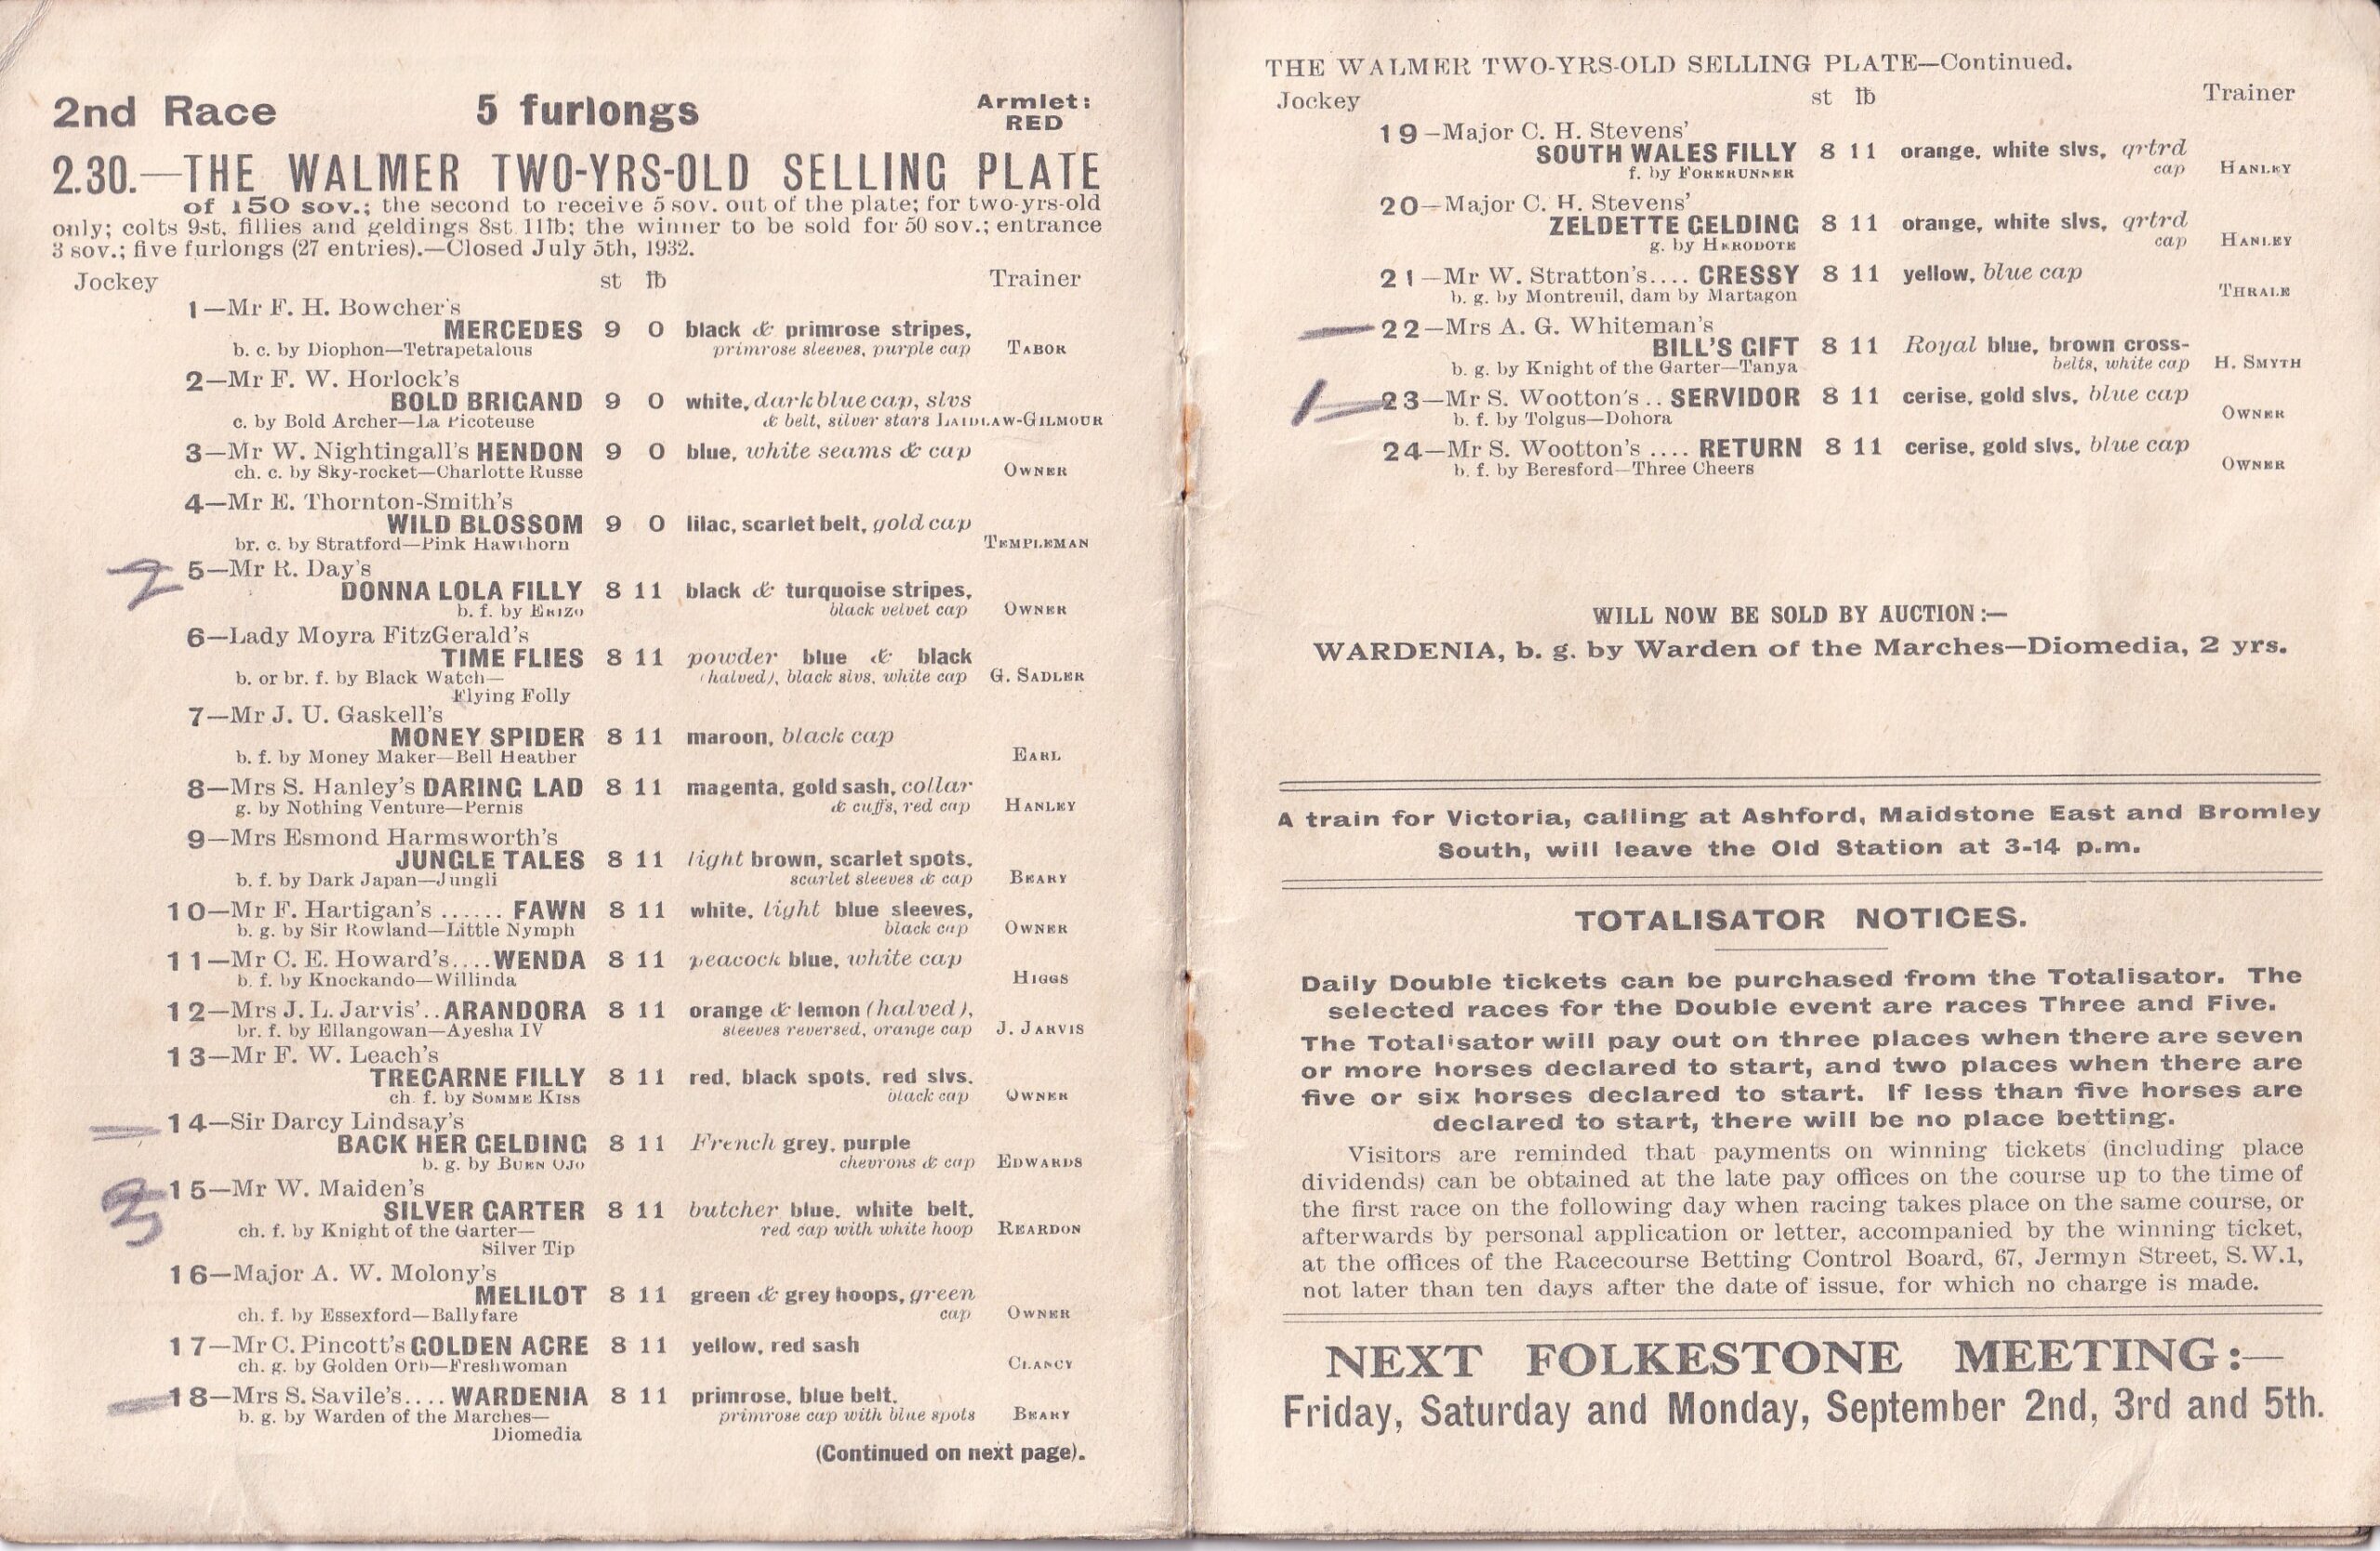 2nd Race 5 furlongs Armlet: RED
2.30.—THE WALMER TWO-YRS-OLD SELLING PLATE
of 150 sov.; the second to receive 5 sov. out of the plate; for two-yrs-old
only; colts 9st, fillies and geldings 8st 11lb; the winner to be sold for 50 sov.; entrance
3 sov.; five furlongs (27 entries).—Closed July 5th, 1932.
Jockey st lb Trainer
1—Mr F. H. Bowcher's
MERCEDES 9 0 black & primrose stripes,
b. c. by Diophon—Tetrapetalous primrose sleeves, purple cap TABOR
2—Mr F. W. Horlock's
BOLD BRIGAND 9 0 white, dark blue cap, slvs
c. by Bold Archer—La Picoteuse & belt, silver stars LAIDLAW-GILMOUR
3—Mr W. Nightingall's HENDON 9 0 blue, white seams & cap
ch. c. by Sky-rocket—Charlotte Russe OWNER
4—Mr E. Thornton-Smith's
WILD BLOSSOM 9 0 lilac, scarlet belt, gold cap
br. c. by Stratford—Pink Hawthorn TEMPLEMAN
2 5—Mr R. Day's
DONNA LOLA FILLY 8 11 black & turquoise stripes,
b. f. by ERIZO black velvet cap OWNER
6—Lady Moyra FitzGerald's
TIME FLIES 8 11 powder blue & black
b. or br. f. by Black Watch— (halved), black slvs, white cap G. SADLER
Flying Folly
7—Mr J. U. Gaskell's
MONEY SPIDER 8 11 maroon, black cap
b. f. by Money Maker—Bell Heather EARL
8—Mrs S. Hanley's DARING LAD 8 11 magenta, gold sash, collar
g. by Nothing Venture—Pernis & cuffs, red cap HANLEY
9—Mrs Esmond Harmsworth's
JUNGLE TALES 8 11 light brown, scarlet spots,
b. f. by Dark Japan—Jungli scarlet sleeves & cap BEARY
10—Mr F. Hartigan's ...... FAWN 8 11 white, light blue sleeves,
b. g. by Sir Rowland—Little Nymph black cap OWNER
11—Mr C. E. Howard's....WENDA 8 11 peacock blue, white cap
b. f. by Knockando—Willinda HIGGS
12—Mrs J. L. Jarvis'..ARANDORA 8 11 orange & lemon (halved),
br. f. by Ellangowan—Ayesha IV sleeves reversed, orange cap J. JARVIS
13—Mr F. W. Leach's
TRECARNE FILLY 8 11 red, black spots, red slvs.
ch. f. by SOMME KISS black cap OWNER
14—Sir Darcy Lindsay's
BACK HER GELDING 8 11 French grey, purple
b. g. by BUEN OJO chevrons & cap EDWARDS
3 15—Mr W. Maiden's
SILVER GARTER 8 11 butcher blue, white belt,
ch. f. by Knight of the Garter— red cap with white hoop REARDON
Silver Tip
16—Major A. W. Molony's
MELILOT 8 11 green & grey hoops, green
ch. f. by Essexford—Ballyfare cap OWNER
17—Mr C. Pincott's GOLDEN ACRE 8 11 yellow, red sash
ch. g. by Golden Orb—Freshwoman CLANCY
18—Mrs S. Savile's.... WARDENIA 8 11 primrose, blue belt,
b. g. by Warden of the Marches— primrose cap with blue spots BEARY
Diomedia
(Continued on next page).
THE WALMER TWO-YRS-OLD SELLING PLATE—Continued.
Jockey st lb Trainer
19—Major C. H. Stevens'
SOUTH WALES FILLY 8 11 orange, white slvs, qrtrd
f. by FORERUNNER cap HANLEY
20—Major C. H. Stevens'
ZELDETTE GELDING 8 11 orange, white slvs, qrtrd
g. by HERODOTE cap HANLEY
21—Mr W. Stratton's.... CRESSY 8 11 yellow, blue cap
b. g. by Montreuil, dam by Martagon THRALE
22—Mrs A. G. Whiteman's
BILL'S GIFT 8 11 Royal blue, brown cross-
b. g. by Knight of the Garter—Tanya belts, white cap H. SMYTH
1 23—Mr S. Wootton's .. SERVIDOR 8 11 cerise, gold slvs, blue cap
b. f. by Tolgus—Dohora OWNER
24—Mr S. Wootton's .... RETURN 8 11 cerise, gold slvs, blue cap
b. f. by Beresford—Three Cheers OWNER
WILL NOW BE SOLD BY AUCTION:—
WARDENIA, b. g. by Warden of the Marches—Diomedia, 2 yrs.
A train for Victoria, calling at Ashford, Maidstone East and Bromley
South, will leave the Old Station at 3-14 p.m.
TOTALISATOR NOTICES.
Daily Double tickets can be purchased from the Totalisator. The
selected races for the Double event are races Three and Five.
The Totalisator will pay out on three places when there are seven
or more horses declared to start, and two places when there are
five or six horses declared to start. If less than five horses are
declared to start, there will be no place betting.
Visitors are reminded that payments on winning tickets (including place
dividends) can be obtained at the late pay offices on the course up to the time of
the first race on the following day when racing takes place on the same course, or
afterwards by personal application or letter, accompanied by the winning ticket,
at the offices of the Racecourse Betting Control Board, 67, Jermyn Street, S.W.1,
not later than ten days after the date of issue, for which no charge is made.
NEXT FOLKESTONE MEETING:—
Friday, Saturday and Monday, September 2nd, 3rd and 5th.